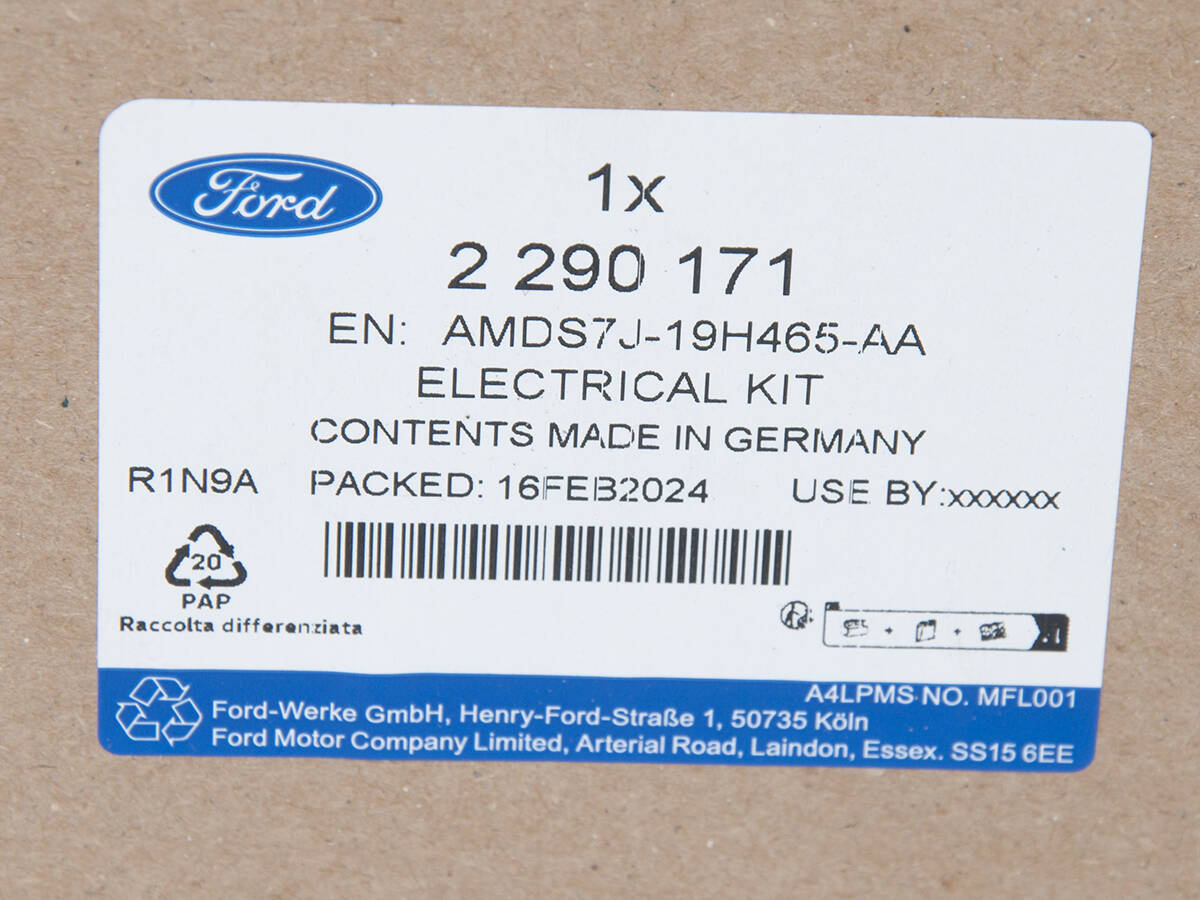 Ford
1x
2 290 171
EN: AMDS7J-19H465-AA
ELECTRICAL KIT
CONTENTS MADE IN GERMANY
R1N9A PACKED: 16FEB2024 USE BY:xxxxxx
20
PAP
Raccolta differenziata
A4LPMS NO. MFL001
Ford-Werke GmbH, Henry-Ford-Straße 1, 50735 Köln
Ford Motor Company Limited, Arterial Road, Laindon, Essex. SS15 6EE